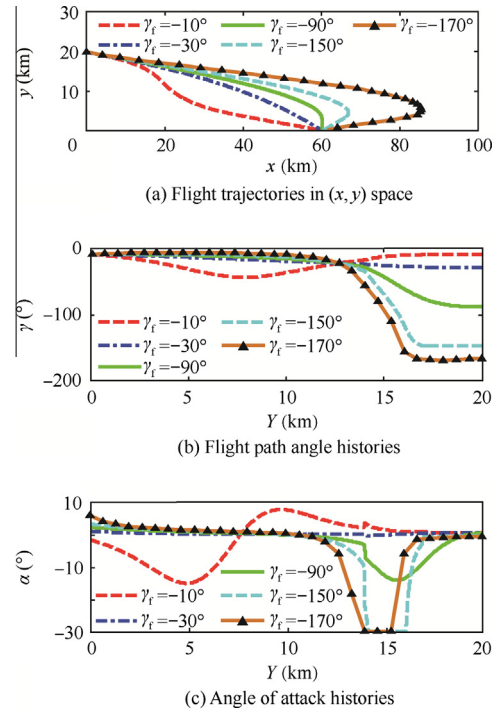 γf=−10° γf=−90° γf=−170°
γf=−30° γf=−150°
30
20
10
0
y (km)
0 20 40 60 80 100
x (km)
(a) Flight trajectories in (x, y) space
0
−100
−200
γ (°)
γf=−10° γf=−150°
γf=−30° γf=−170°
γf=−90°
0 5 10 15 20
Y (km)
(b) Flight path angle histories
10
−10
−30
α (°)
γf=−90°
γf=−10° γf=−150°
γf=−30° γf=−170°
0 5 10 15 20
Y (km)
(c) Angle of attack histories